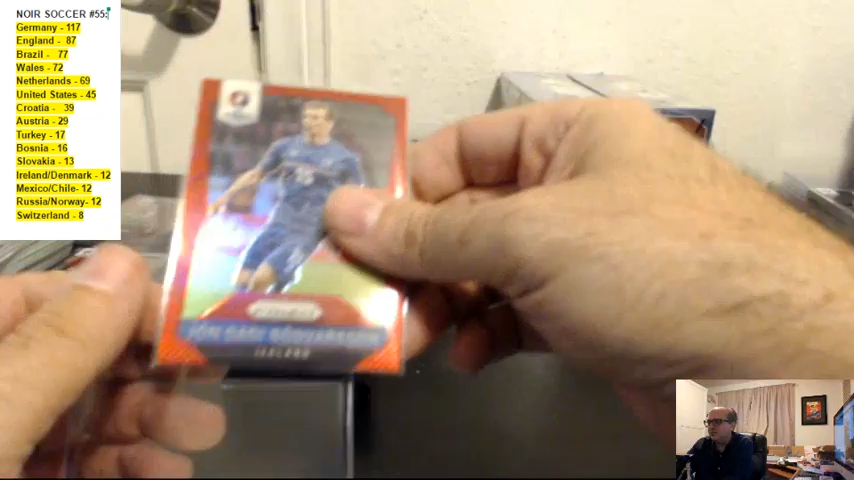 NOIR SOCCER #55:
Germany - 117
England - 87
Brazil - 77
Wales - 72
Netherlands - 69
United States - 45
Croatia - 39
Austria - 29
Turkey - 17
Bosnia - 16
Slovakia - 13
Ireland/Denmark - 12
Mexico/Chile- 12
Russia/Norway- 12
Switzerland - 8
ICELAND